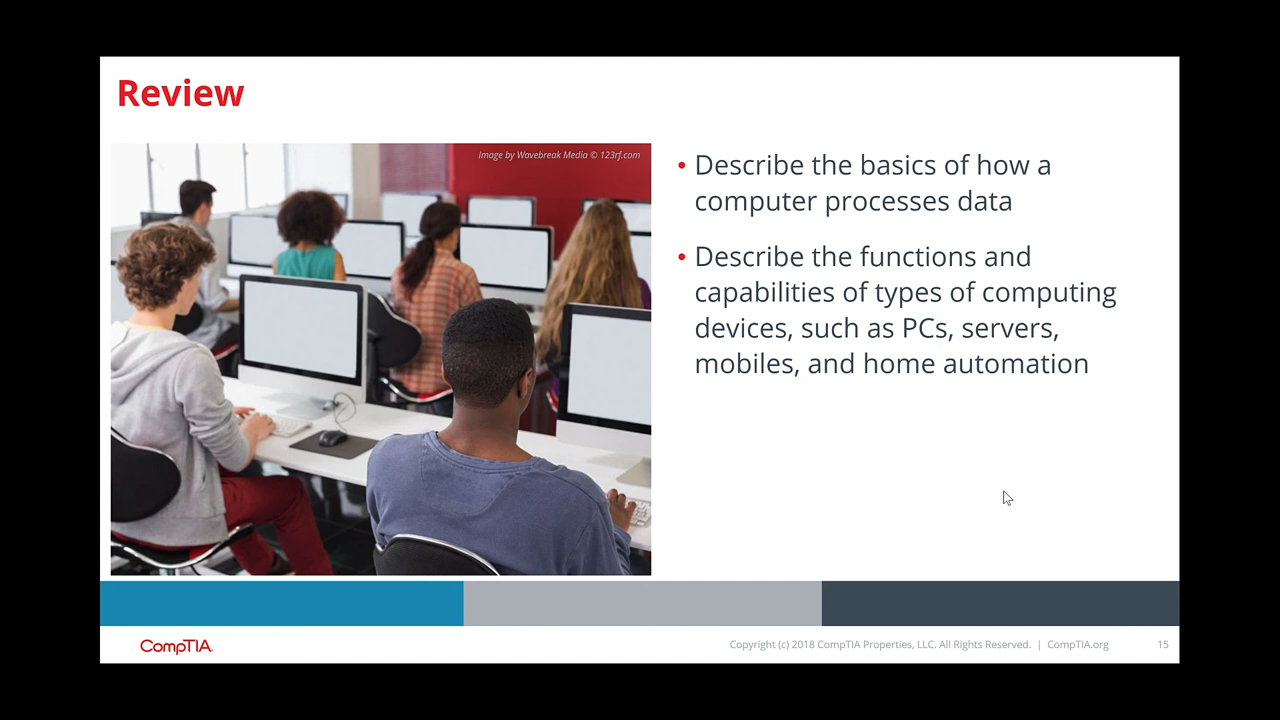 Review
Image by Wavebreak Media © 123rf.com
• Describe the basics of how a
computer processes data
• Describe the functions and
capabilities of types of computing
devices, such as PCs, servers,
mobiles, and home automation
CompTIA.
Copyright (c) 2018 CompTIA Properties, LLC. All Rights Reserved. | CompTIA.org
15